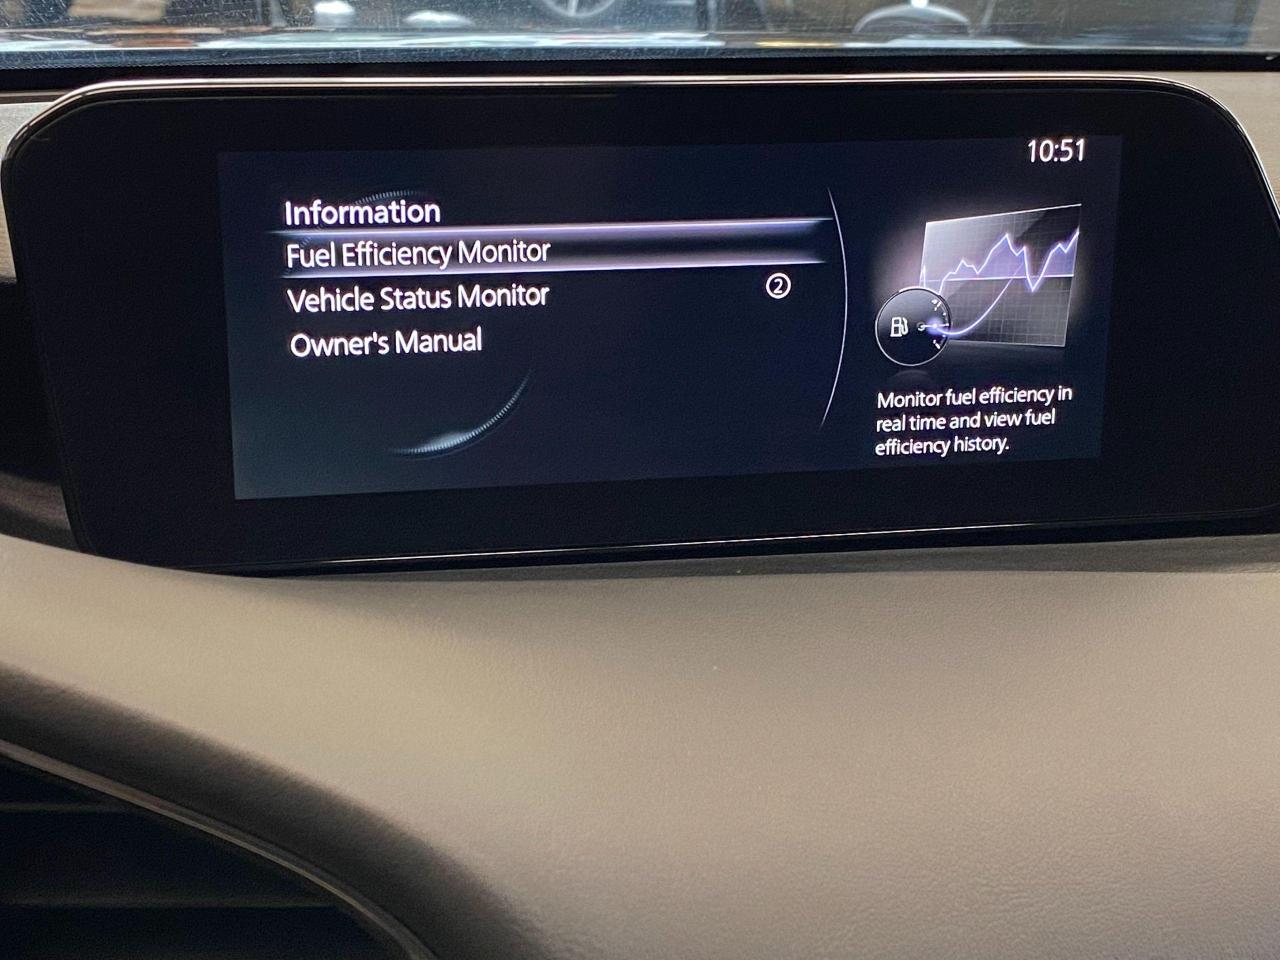 10:51
Information
Fuel Efficiency Monitor
Vehicle Status Monitor 2
Owner's Manual
Monitor fuel efficiency in
real time and view fuel
efficiency history.